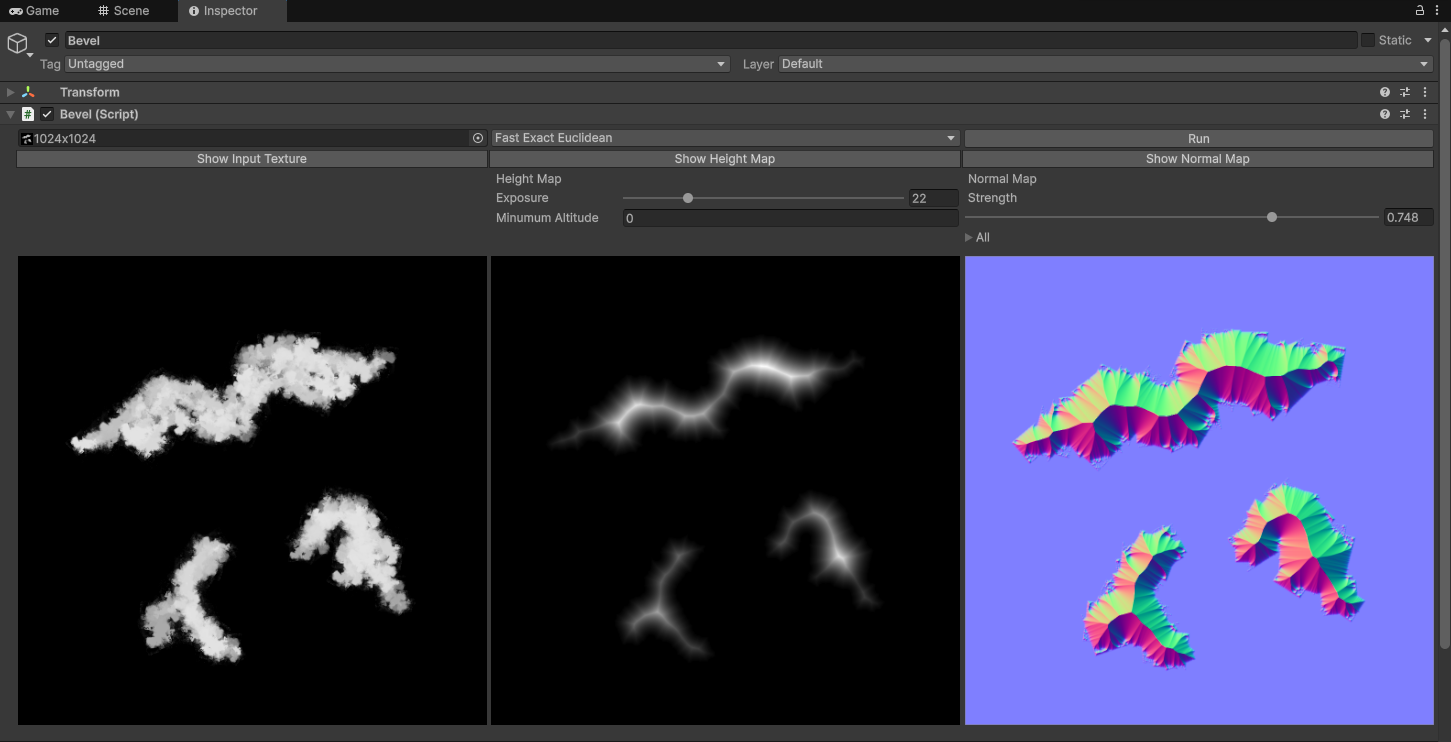 Game Scene Inspector
Bevel Static
Tag Untagged Layer Default
Transform
# Bevel (Script)
1024x1024 Fast Exact Euclidean Run
Show Input Texture Show Height Map Show Normal Map
Height Map Normal Map
Exposure 22 Strength
Minumum Altitude 0 0.748
All